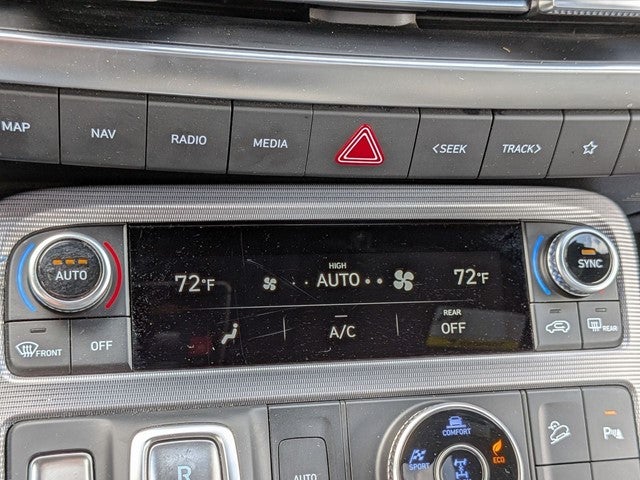 MAP NAV RADIO MEDIA <SEEK TRACK>
AUTO SYNC
HIGH
72°F AUTO 72°F
REAR
A/C OFF
FRONT OFF REAR
COMFORT
SPORT ECO
R AUTO P